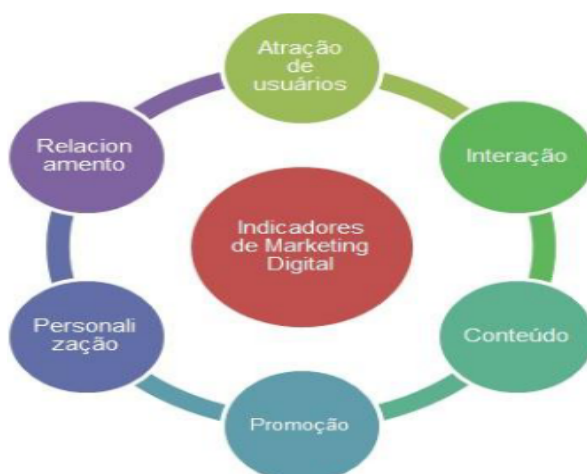 Atração
de
usuários
Interação
Conteúdo
Promoção
Personali
zação
Relacion
amento
Indicadores
de Marketing
Digital